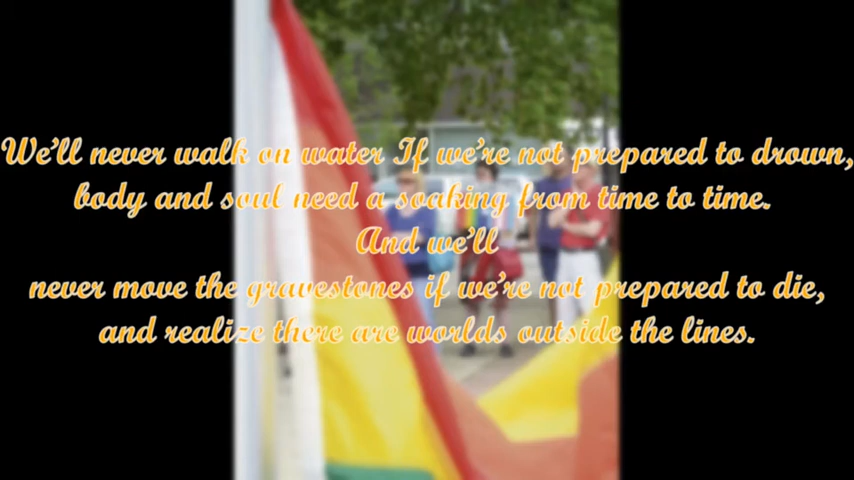 We'll never walk on water If we're not prepared to drown,
body and soul need a soaking from time to time.
And we'll
never move the gravestones if we're not prepared to die,
and realize there are worlds outside the lines.